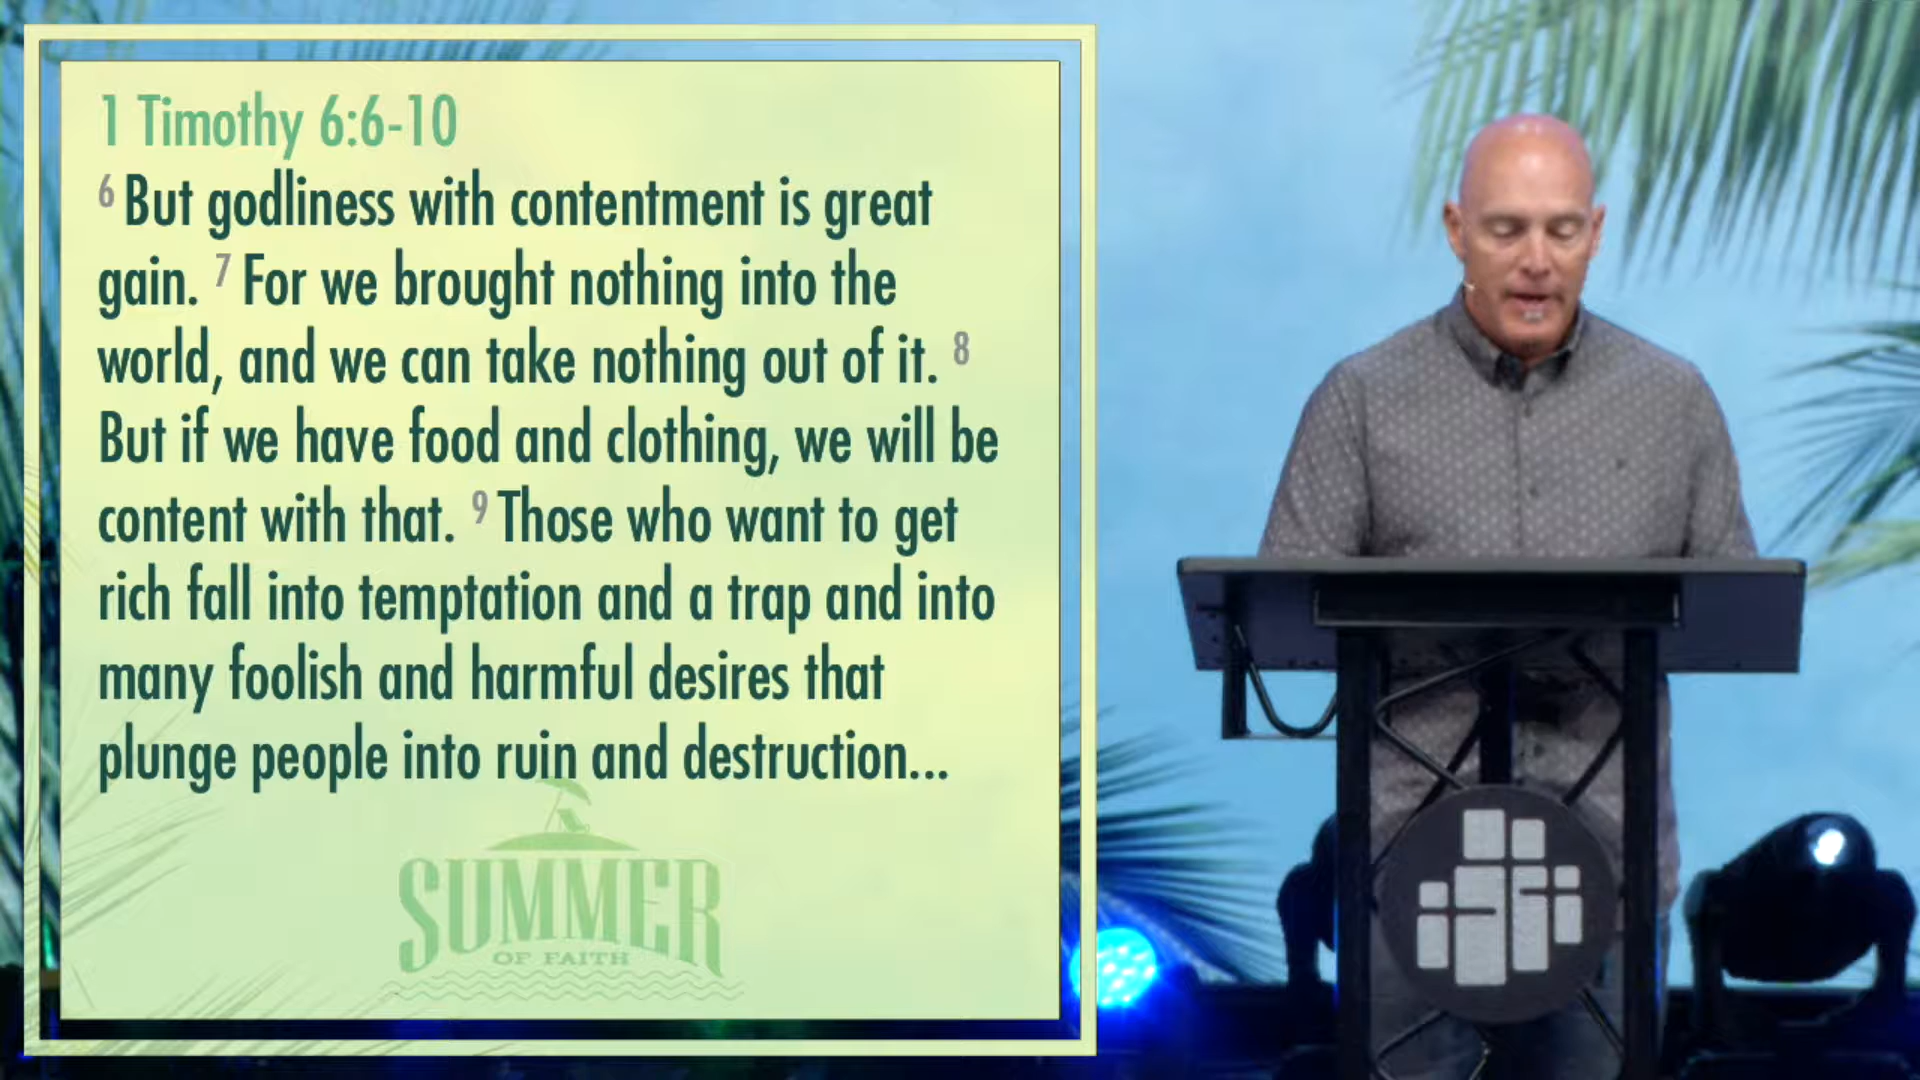 1 Timothy 6:6-10
6 But godliness with contentment is great
gain. 7 For we brought nothing into the
world, and we can take nothing out of it. 8
But if we have food and clothing, we will be
content with that. 9 Those who want to get
rich fall into temptation and a trap and into
many foolish and harmful desires that
plunge people into ruin and destruction...
SUMMER
OF FAITH